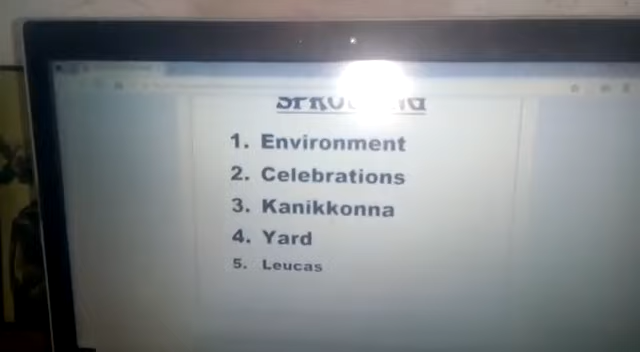 1. Environment
2. Celebrations
3. Kanikkonna
4. Yard
5. Leucas